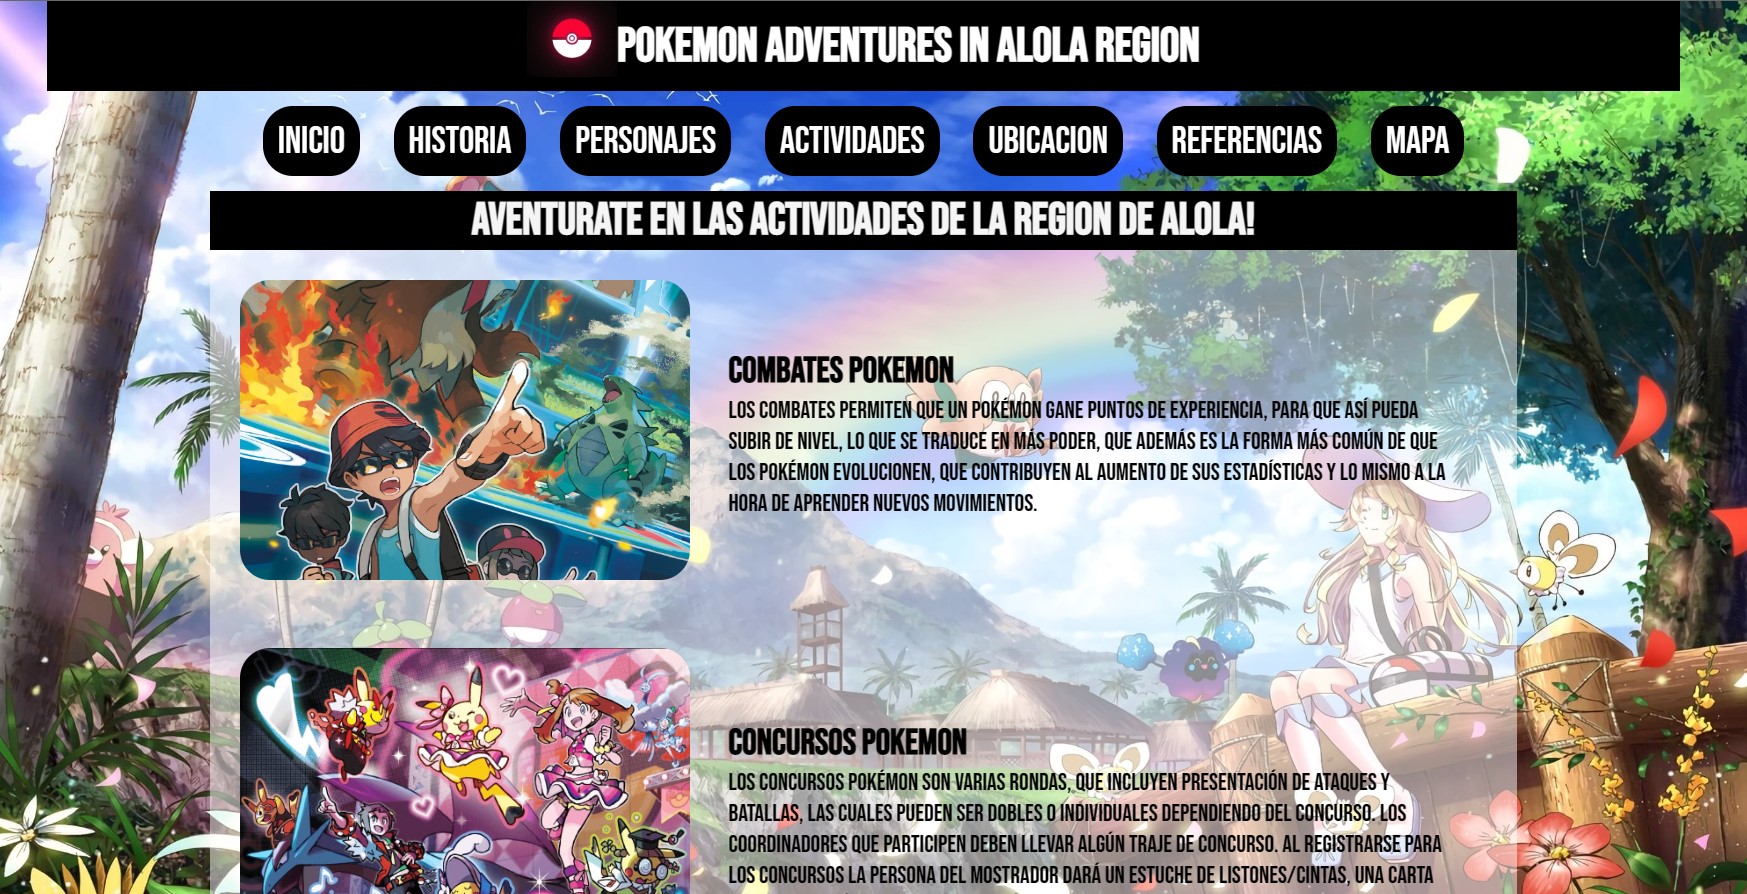 POKEMON ADVENTURES IN ALOLA REGION
INICIO HISTORIA PERSONAJES ACTIVIDADES UBICACION REFERENCIAS MAPA
AVENTURATE EN LAS ACTIVIDADES DE LA REGION DE ALOLA!
COMBATES POKEMON
LOS COMBATES PERMITEN QUE UN POKÉMON GANE PUNTOS DE EXPERIENCIA, PARA QUE ASÍ PUEDA
SUBIR DE NIVEL, LO QUE SE TRADUCE EN MÁS PODER, QUE ADEMÁS ES LA FORMA MÁS COMÚN DE QUE
LOS POKÉMON EVOLUCIONEN, QUE CONTRIBUYEN AL AUMENTO DE SUS ESTADÍSTICAS Y LO MISMO A LA
HORA DE APRENDER NUEVOS MOVIMIENTOS.
CONCURSOS POKEMON
LOS CONCURSOS POKÉMON SON VARIAS RONDAS, QUE INCLUYEN PRESENTACIÓN DE ATAQUES Y
BATALLAS, LAS CUALES PUEDEN SER DOBLES O INDIVIDUALES DEPENDIENDO DEL CONCURSO. LOS
COORDINADORES QUE PARTICIPEN DEBEN LLEVAR ALGÚN TRAJE DE CONCURSO. AL REGISTRARSE PARA
LOS CONCURSOS LA PERSONA DEL MOSTRADOR DARÁ UN ESTUCHE DE LISTONES/CINTAS, UNA CARTA